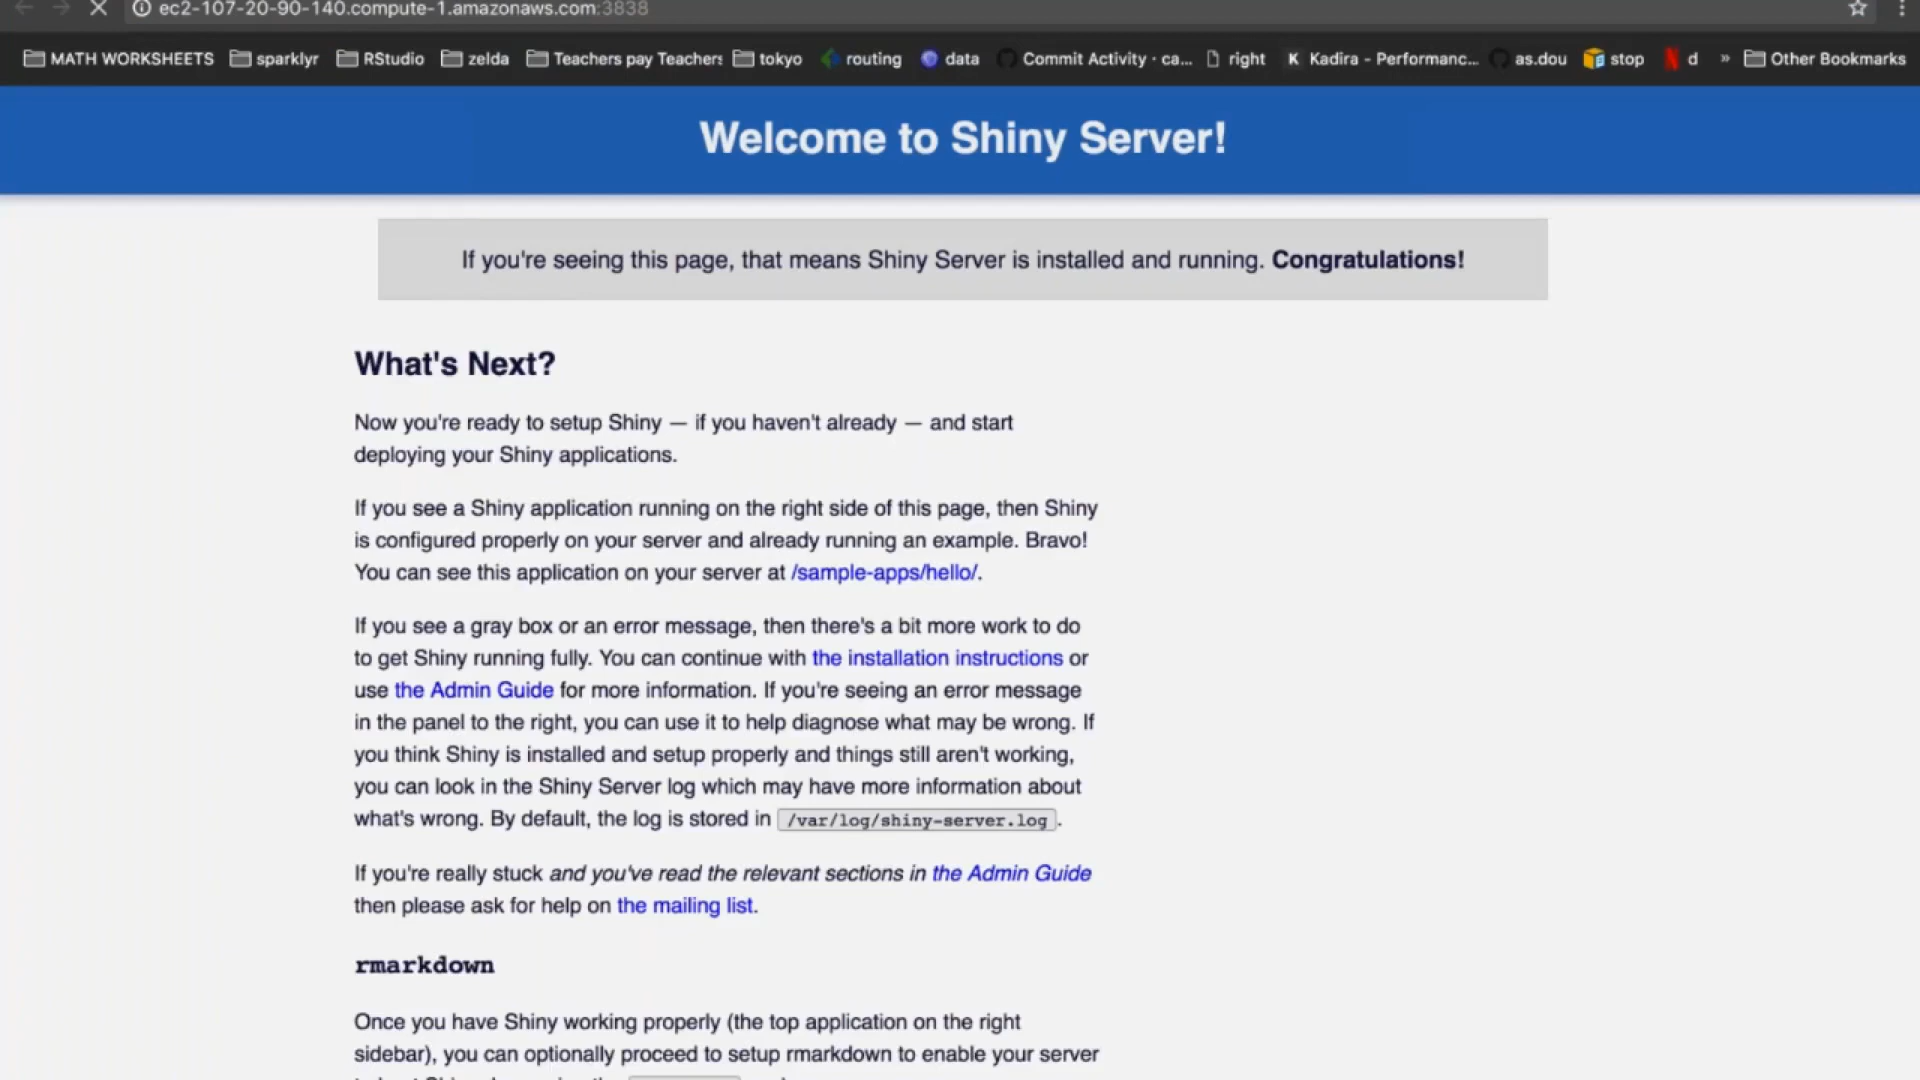 ec2-107-20-90-140.compute-1.amazonaws.com:3838
MATH WORKSHEETS sparklyr RStudio zelda Teachers pay Teachers tokyo routing data Commit Activity · ca... right K Kadira - Performanc... as.dou stop d » Other Bookmarks
Welcome to Shiny Server!
If you're seeing this page, that means Shiny Server is installed and running. Congratulations!
What's Next?
Now you're ready to setup Shiny — if you haven't already — and start
deploying your Shiny applications.
If you see a Shiny application running on the right side of this page, then Shiny
is configured properly on your server and already running an example. Bravo!
You can see this application on your server at /sample-apps/hello/.
If you see a gray box or an error message, then there's a bit more work to do
to get Shiny running fully. You can continue with the installation instructions or
use the Admin Guide for more information. If you're seeing an error message
in the panel to the right, you can use it to help diagnose what may be wrong. If
you think Shiny is installed and setup properly and things still aren't working,
you can look in the Shiny Server log which may have more information about
what's wrong. By default, the log is stored in /var/log/shiny-server.log.
If you're really stuck and you've read the relevant sections in the Admin Guide
then please ask for help on the mailing list.
rmarkdown
Once you have Shiny working properly (the top application on the right
sidebar), you can optionally proceed to setup rmarkdown to enable your server